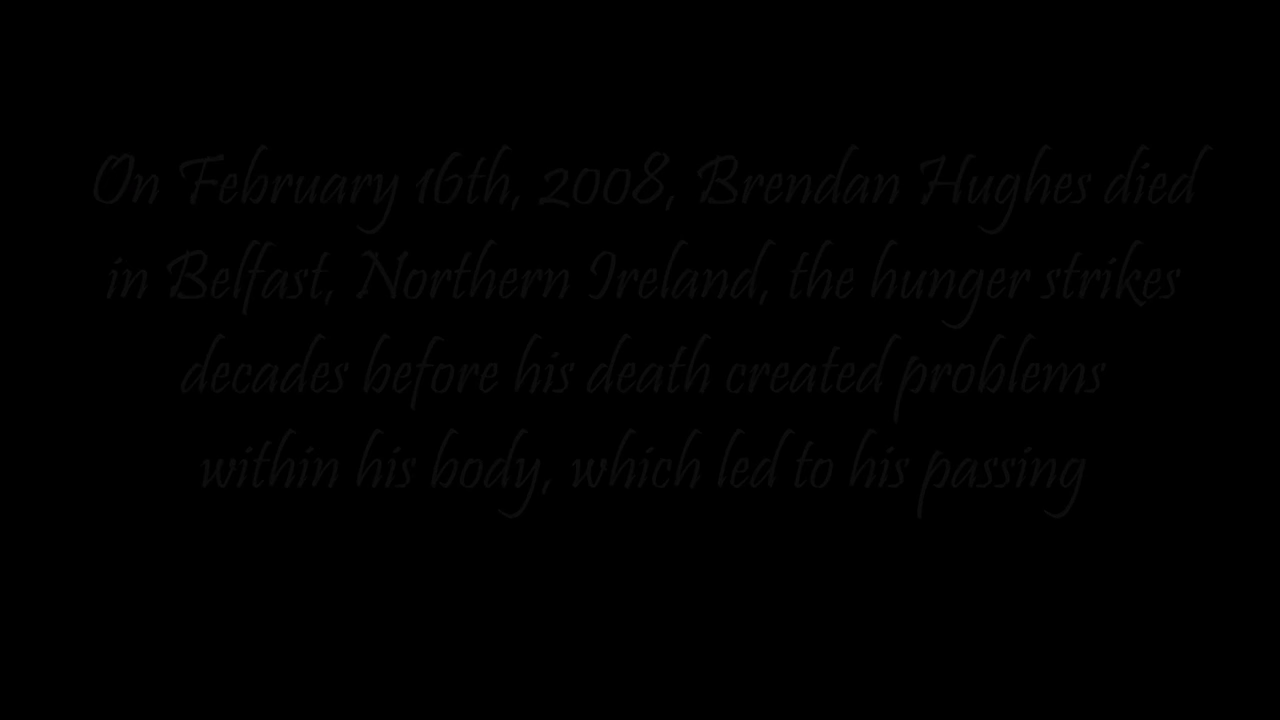 On February 16th, 2008, Brendan Hughes died
in Belfast, Northern Ireland, the hunger strikes
decades before his death created problems
within his body, which led to his passing